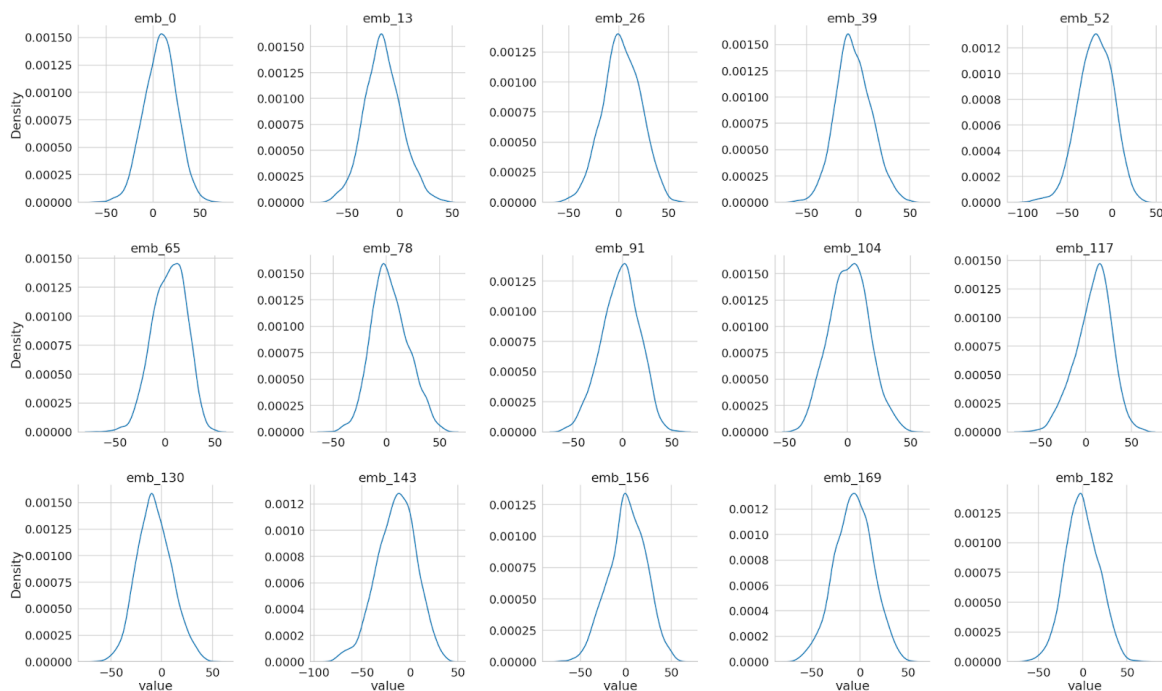 emb_0 emb_13 emb_26 emb_39 emb_52
0.00150 0.00150 0.00125 0.00150 0.0012
0.00125 0.00125 0.00100 0.00125 0.0010
0.00100 0.00100 0.00075 0.00100 0.0008
0.00075 0.00075 0.00050 0.00075 0.0006
0.00050 0.00050 0.00025 0.00050 0.0004
0.00025 0.00025 0.00000 0.00025 0.0002
0.00000 0.00000 0.00000 0.0000
Density
−50 0 50 −50 0 50 −50 0 50 −50 0 50 −100 −50 0 50
emb_65 emb_78 emb_91 emb_104 emb_117
0.00150 0.00150 0.00125 0.00150 0.00150
0.00125 0.00125 0.00100 0.00125 0.00125
0.00100 0.00100 0.00075 0.00100 0.00100
0.00075 0.00075 0.00050 0.00075 0.00075
0.00050 0.00050 0.00025 0.00050 0.00050
0.00025 0.00025 0.00000 0.00025 0.00025
0.00000 0.00000 0.00000 0.00000
Density
−50 0 50 −50 0 50 −50 0 50 −50 0 50 −50 0 50
emb_130 emb_143 emb_156 emb_169 emb_182
0.00150 0.0012 0.00125 0.0012 0.00125
0.00125 0.0010 0.00100 0.0010 0.00100
0.00100 0.0008 0.00075 0.0008 0.00075
0.00075 0.0006 0.00050 0.0006 0.00050
0.00050 0.0004 0.00025 0.0004 0.00025
0.00025 0.0002 0.00000 0.0002 0.00000
0.00000 0.0000 0.0000
Density
−50 0 50 −100 −50 0 50 −50 0 50 −50 0 50 −50 0 50
value value value value value